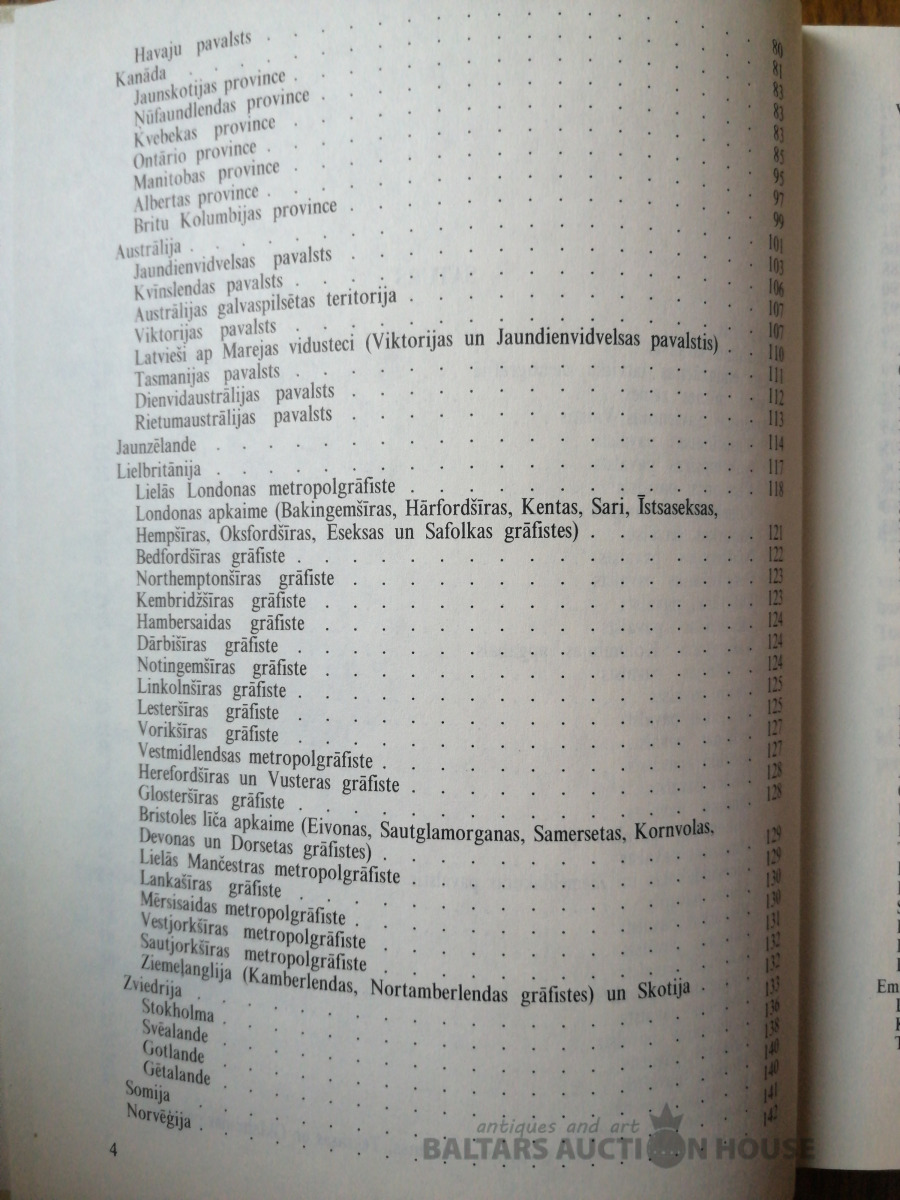 Havaju pavalsts . . . 80
Kanāda . . . 81
Jaunskotijas province . . . 83
Nūfaundlendas province . . . 83
Kvebekas province . . . 83
Ontārio province . . . 85
Manitobas province . . . 95
Albertas province . . . 97
Britu Kolumbijas province . . . 99
Austrālija . . . 101
Jaundienvidvelsas pavalsts . . . 103
Kvīnslendas pavalsts . . . 106
Austrālijas galvaspilsētas teritorija . . . 107
Viktorijas pavalsts . . . 107
Latvieši ap Marejas vidusteci (Viktorijas un Jaundienvidvelsas pavalstis) . . 110
Tasmanijas pavalsts . . . 111
Dienvidaustrālijas pavalsts . . . 112
Rietumaustrālijas pavalsts . . . 113
Jaunzēlande . . . 114
Lielbritānija . . . 117
Lielās Londonas metropolgrāfiste . . . 118
Londonas apkaime (Bakingemšīras, Hārfordšīras, Kentas, Sari, Īstsaseksas,
Hempšīras, Oksfordšīras, Eseksas un Safolkas grāfistes) . . . 121
Bedfordšīras grāfiste . . . 122
Northemptonšīras grāfiste . . . 123
Kembridžšīras grāfiste . . . 123
Hambersaidas grāfiste . . . 124
Dārbišīras grāfiste . . . 124
Notingemšīras grāfiste . . . 124
Linkolnšīras grāfiste . . . 125
Lesteršīras grāfiste . . . 125
Vorikšīras grāfiste . . . 127
Vestmidlendsas metropolgrāfiste . . . 127
Herefordšīras un Vusteras grāfiste . . . 128
Glosteršīras grāfiste . . . 128
Bristoles līča apkaime (Eivonas, Sautglamorganas, Samersetas, Kornvolas,
Devonas un Dorsetas grāfistes) . . . 129
Lielās Mančestras metropolgrāfiste . . . 129
Lankašīras grāfiste . . . 130
Mērsisaidas metropolgrāfiste . . . 130
Vestjorkšīras metropolgrāfiste . . . 131
Sautjorkšīras metropolgrāfiste . . . 132
Ziemeļanglija (Kamberlendas, Nortamberlendas grāfistes) un Skotija . . . 132
Zviedrija . . . 133
Stokholma . . . 136
Svēalande . . . 138
Gotlande . . . 140
Gētalande . . . 140
Somija . . . 141
Norvēģija . . . 142
4
antiques and art
BALTARS AUCTION HOUSE
Em